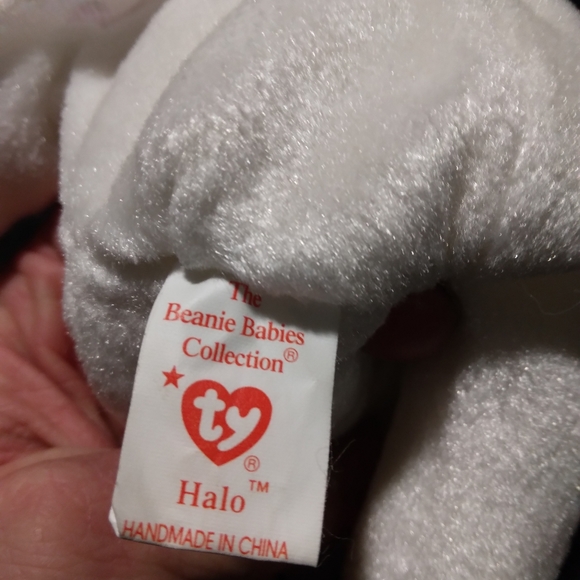 The
Beanie Babies
Collection®
ty®
Halo™
HANDMADE IN CHINA